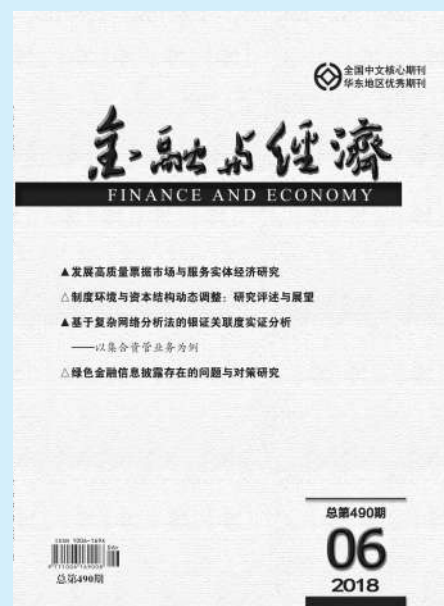 全国中文核心期刊
华东地区优秀期刊
金融与经濟
FINANCE AND ECONOMY
▲发展高质量票据市场与服务实体经济研究
△制度环境与资本结构动态调整：研究评述与展望
▲基于复杂网络分析法的银证关联度实证分析
——以集合资管业务为例
△绿色金融信息披露存在的问题与对策研究
总第490期
06
2018
ISSN 1006-169X
总第490期